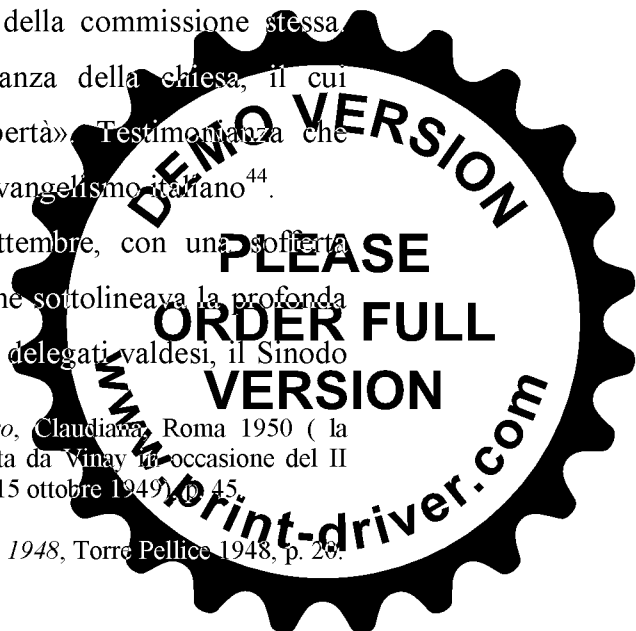 della commissione stessa.
anza della chiesa, il cui
pertà». Testimonianza che
vangelismo italiano44.
ttembre, con una sofferta
he sottolineava la profonda
delegati valdesi, il Sinodo
o, Claudiana, Roma 1950 ( la
ta da Vinay in occasione del II
15 ottobre 1949), p. 45.
1948, Torre Pellice 1948, p. 20.
DEMO VERSION
PLEASE
ORDER FULL
VERSION
www.print-driver.com